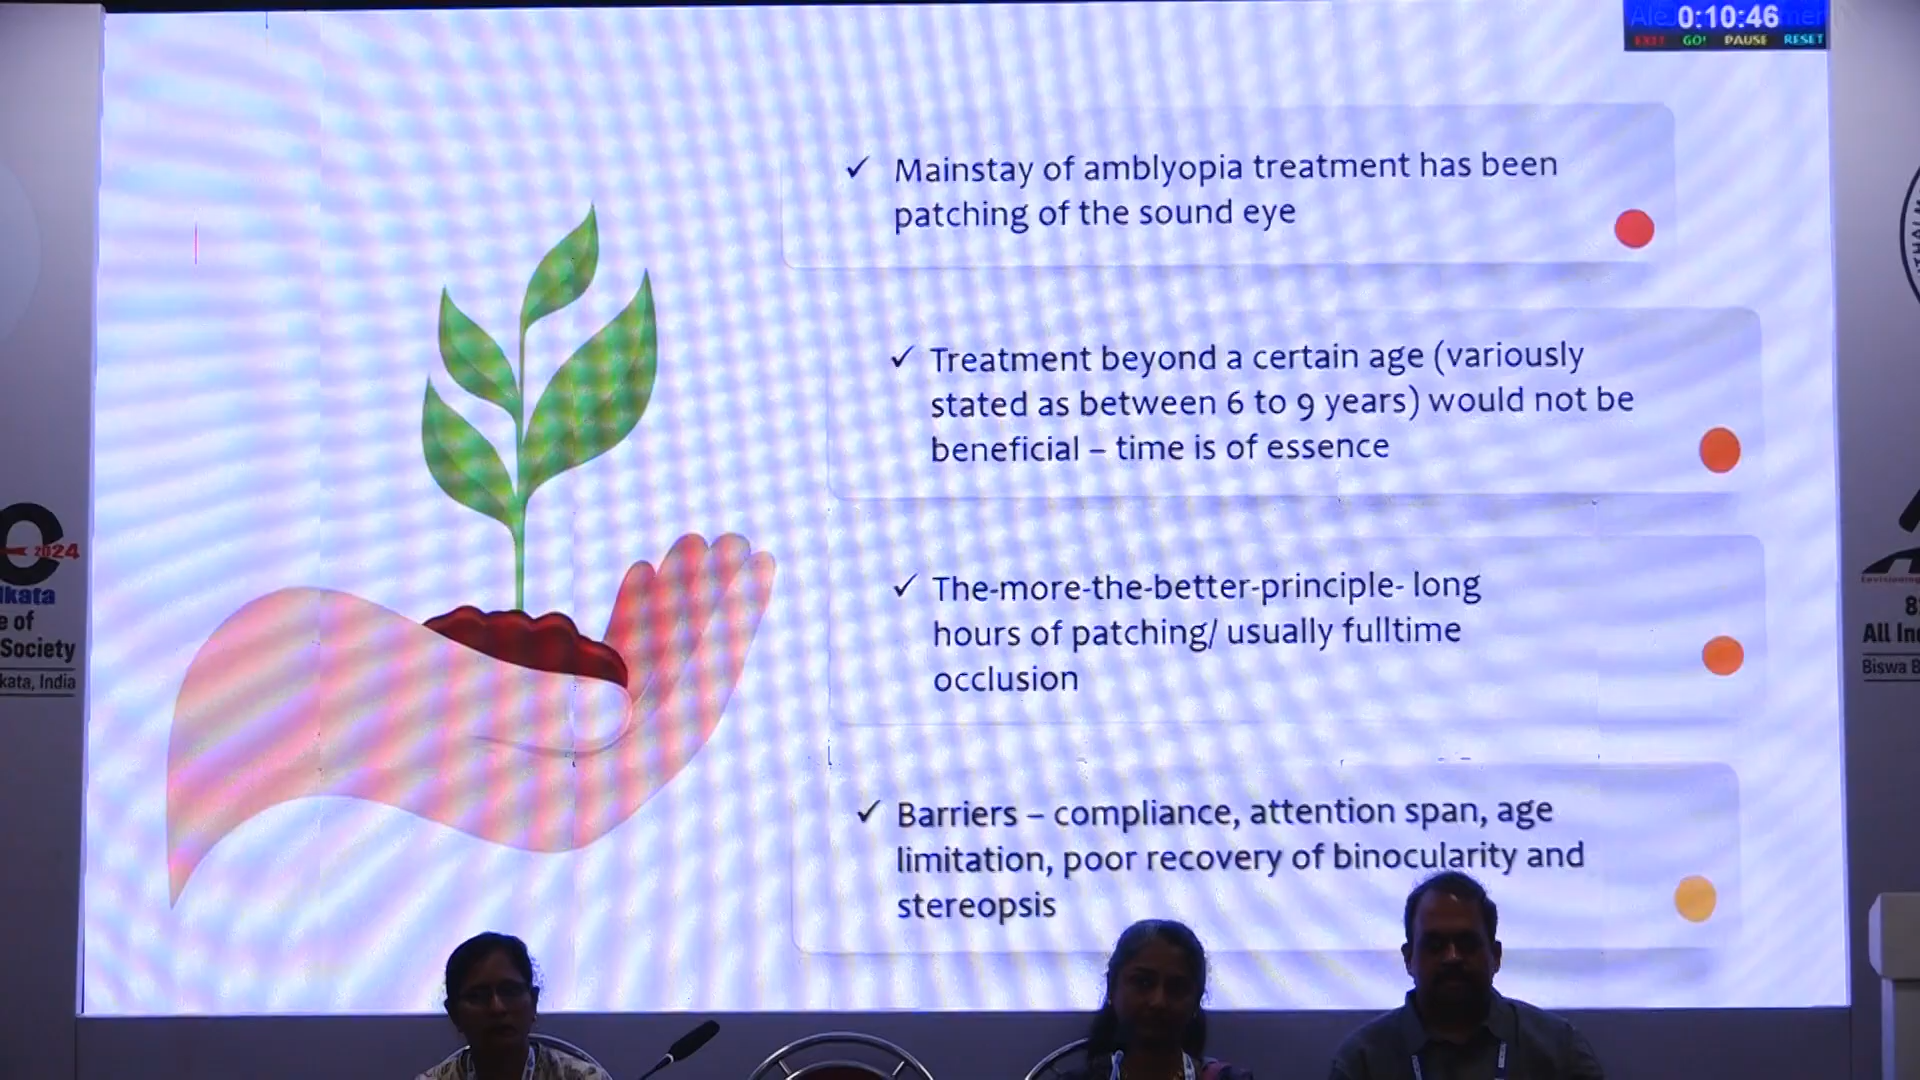 0:10:46
EXIT GO! PAUSE RESET
✓ Mainstay of amblyopia treatment has been
patching of the sound eye
✓ Treatment beyond a certain age (variously
stated as between 6 to 9 years) would not be
beneficial – time is of essence
✓ The-more-the-better-principle- long
hours of patching/ usually fulltime
occlusion
✓ Barriers – compliance, attention span, age
limitation, poor recovery of binocularity and
stereopsis
2024
lkata
e of
Society
kata, India
8
All In
Biswa B